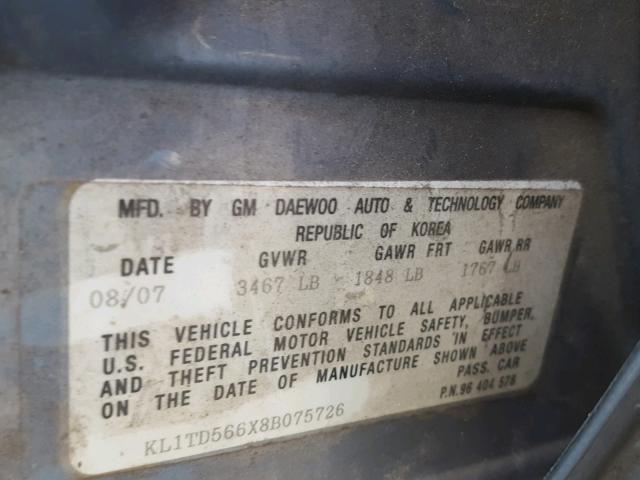 MFD. BY GM DAEWOO AUTO & TECHNOLOGY COMPANY
REPUBLIC OF KOREA
DATE GVWR GAWR FRT GAWR RR
08/07 3467 LB 1848 LB 1767 LB
THIS VEHICLE CONFORMS TO ALL APPLICABLE
U.S. FEDERAL MOTOR VEHICLE SAFETY, BUMPER,
AND THEFT PREVENTION STANDARDS IN EFFECT
ON THE DATE OF MANUFACTURE SHOWN ABOVE
PASS. CAR
P.N.96 404 578
KL1TD566X8B075726